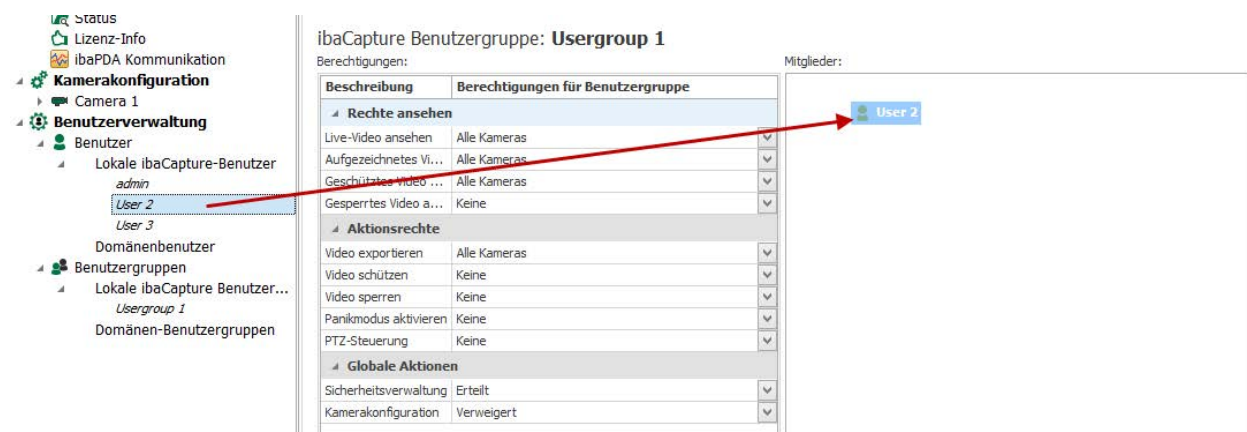 Status
Lizenz-Info
ibaPDA Kommunikation
Kamerakonfiguration
Camera 1
Benutzerverwaltung
Benutzer
Lokale ibaCapture-Benutzer
admin
User 2
User 3
Domänenbenutzer
Benutzergruppen
Lokale ibaCapture Benutzer...
Usergroup 1
Domänen-Benutzergruppen
ibaCapture Benutzergruppe: Usergroup 1
Berechtigungen:
Beschreibung Berechtigungen für Benutzergruppe
Rechte ansehen
Live-Video ansehen Alle Kameras
Aufgezeichnetes Vi... Alle Kameras
Geschütztes Video ... Alle Kameras
Gesperrtes Video a... Keine
Aktionsrechte
Video exportieren Alle Kameras
Video schützen Keine
Video sperren Keine
Panikmodus aktivieren Keine
PTZ-Steuerung Keine
Globale Aktionen
Sicherheitsverwaltung Erteilt
Kamerakonfiguration Verweigert
Mitglieder:
User 2